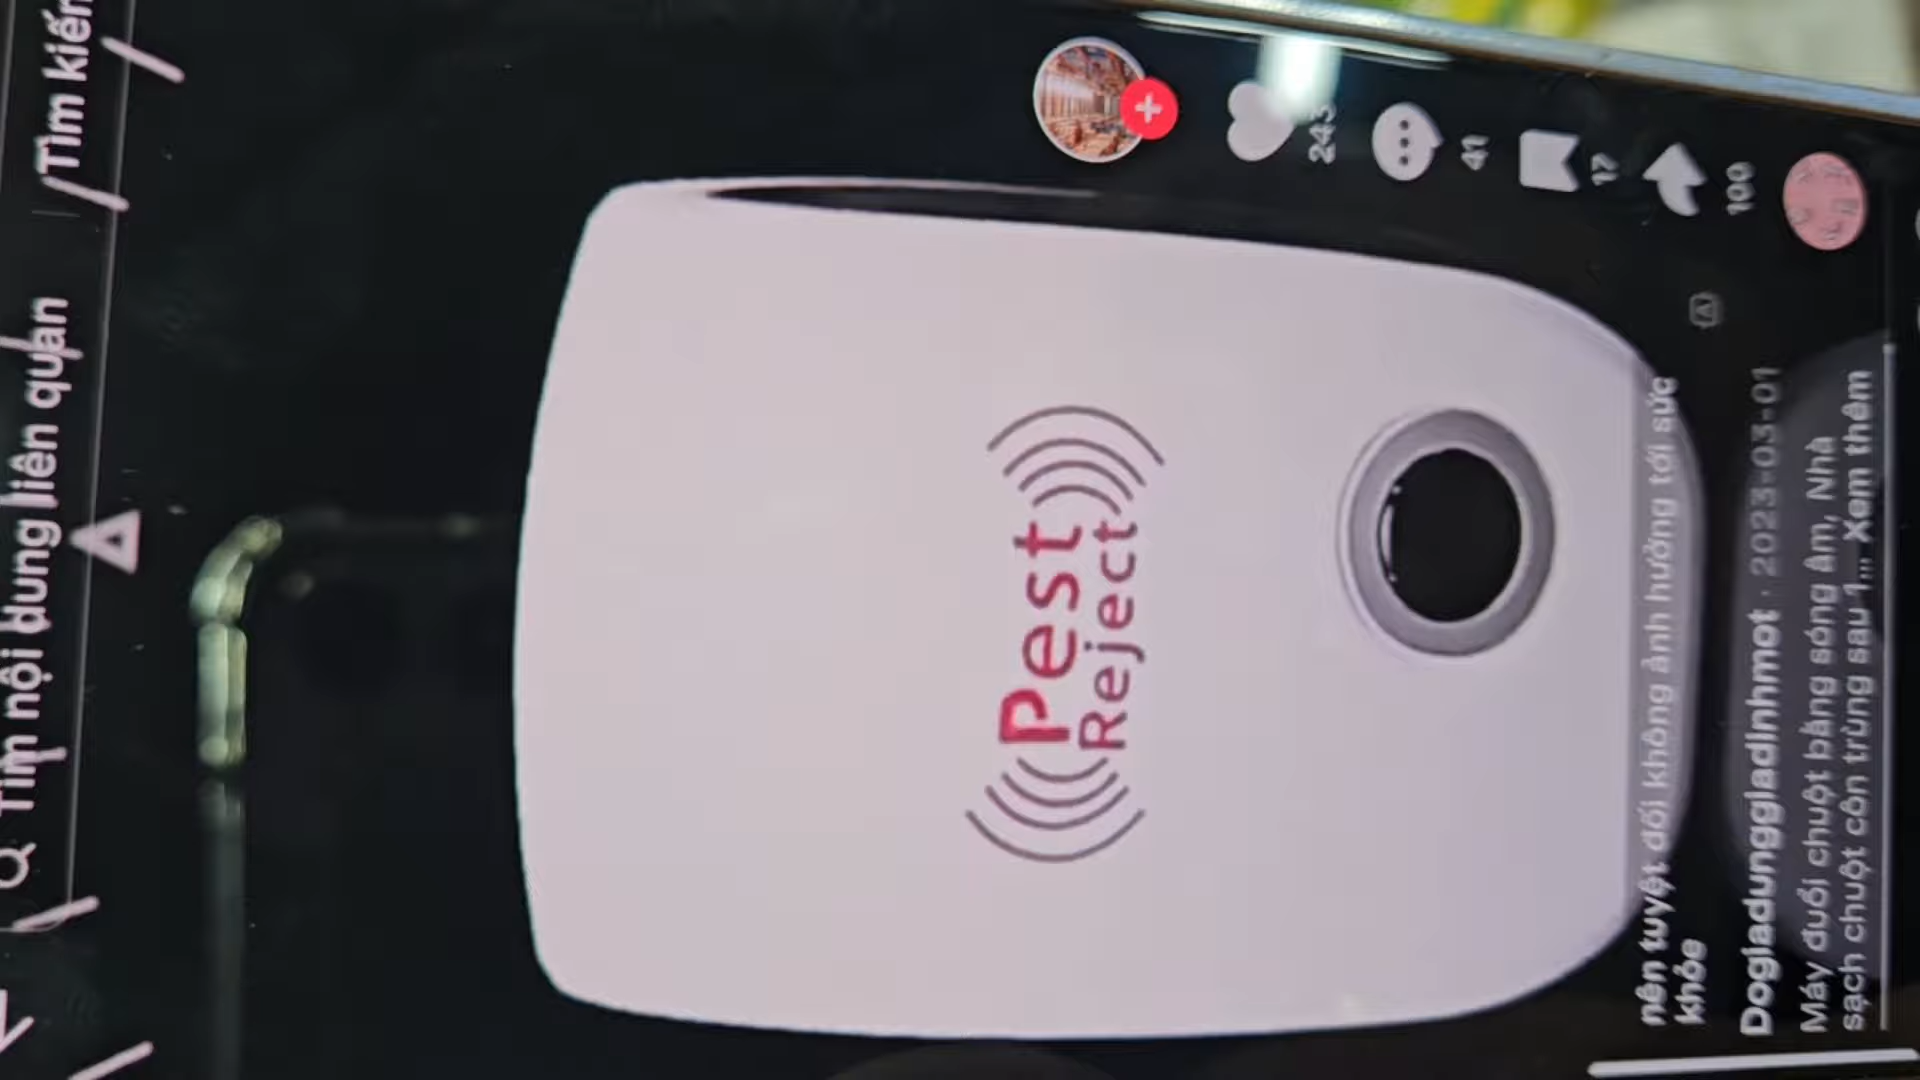 Tìm nội dung liên quan
Tìm kiếm
Pest
Reject
243
41
17
100
nên tuyệt đối không ảnh hưởng tới sức
khỏe
Dogiadunggiadinhmot · 2023-03-01
Máy đuổi chuột bằng sóng âm, Nhà
sạch chuột côn trùng sau 1... Xem thêm